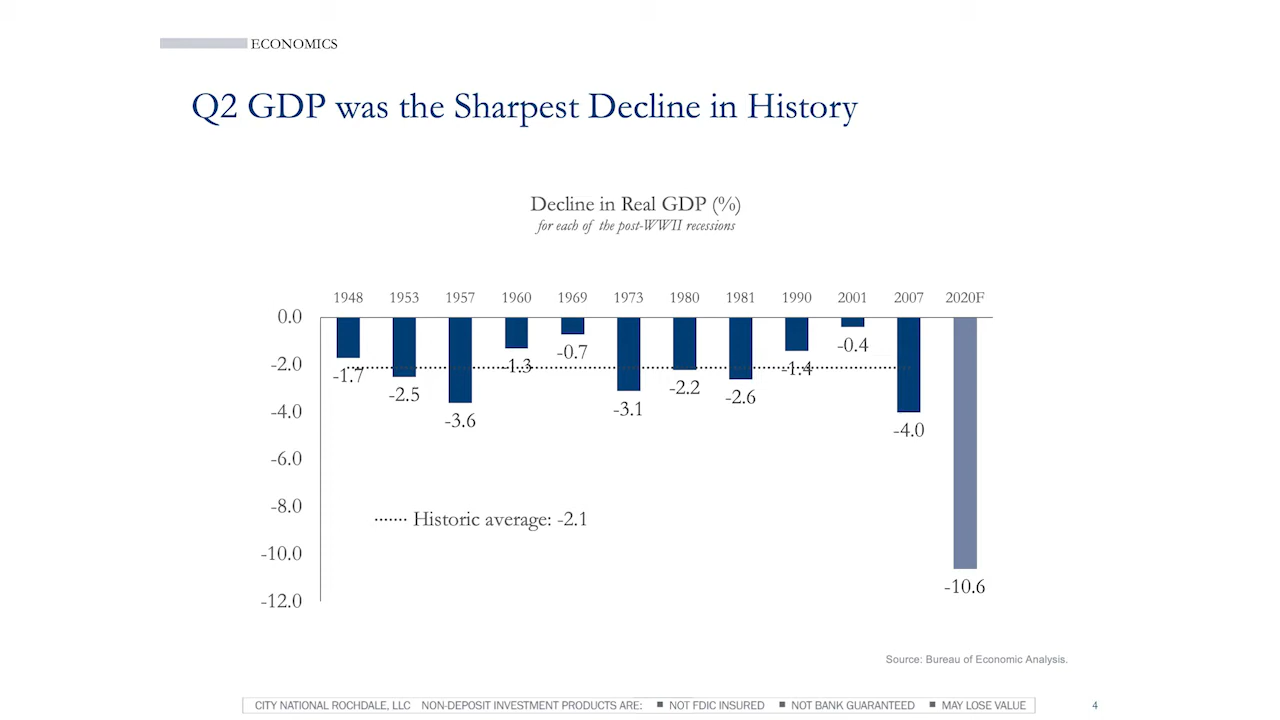 ECONOMICS
Q2 GDP was the Sharpest Decline in History
Decline in Real GDP (%)
for each of the post-WWII recessions
1948 1953 1957 1960 1969 1973 1980 1981 1990 2001 2007 2020F
0.0
-2.0
-4.0
-6.0
-8.0
-10.0
-12.0
-1.7 -2.5 -3.6 -1.3 -0.7 -3.1 -2.2 -2.6 -1.4 -0.4 -4.0 -10.6
Historic average: -2.1
Source: Bureau of Economic Analysis.
CITY NATIONAL ROCHDALE, LLC NON-DEPOSIT INVESTMENT PRODUCTS ARE: ■ NOT FDIC INSURED ■ NOT BANK GUARANTEED ■ MAY LOSE VALUE
4